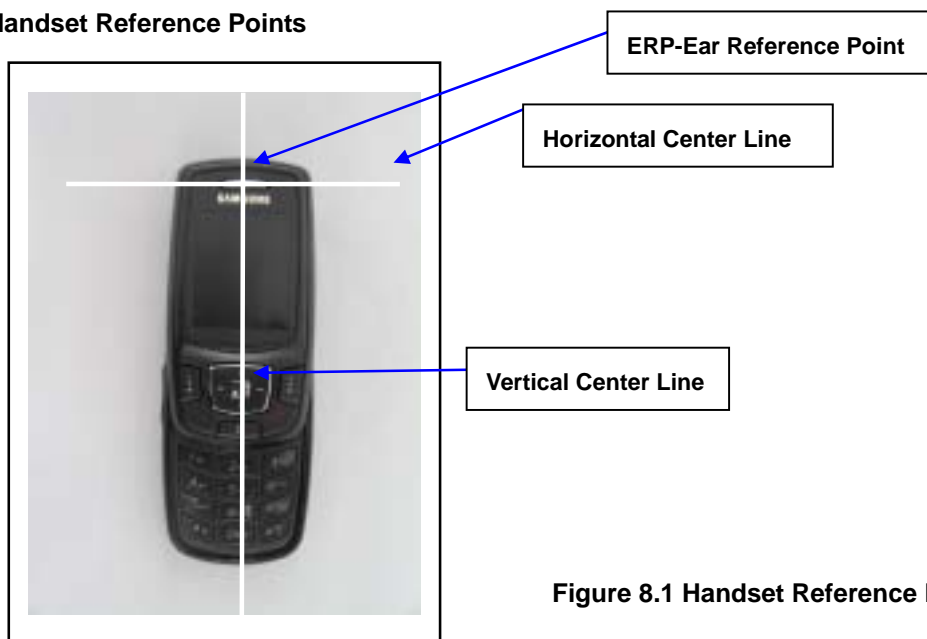 Handset Reference Points
ERP-Ear Reference Point
Horizontal Center Line
SAMSUNG
Vertical Center Line
Figure 8.1 Handset Reference